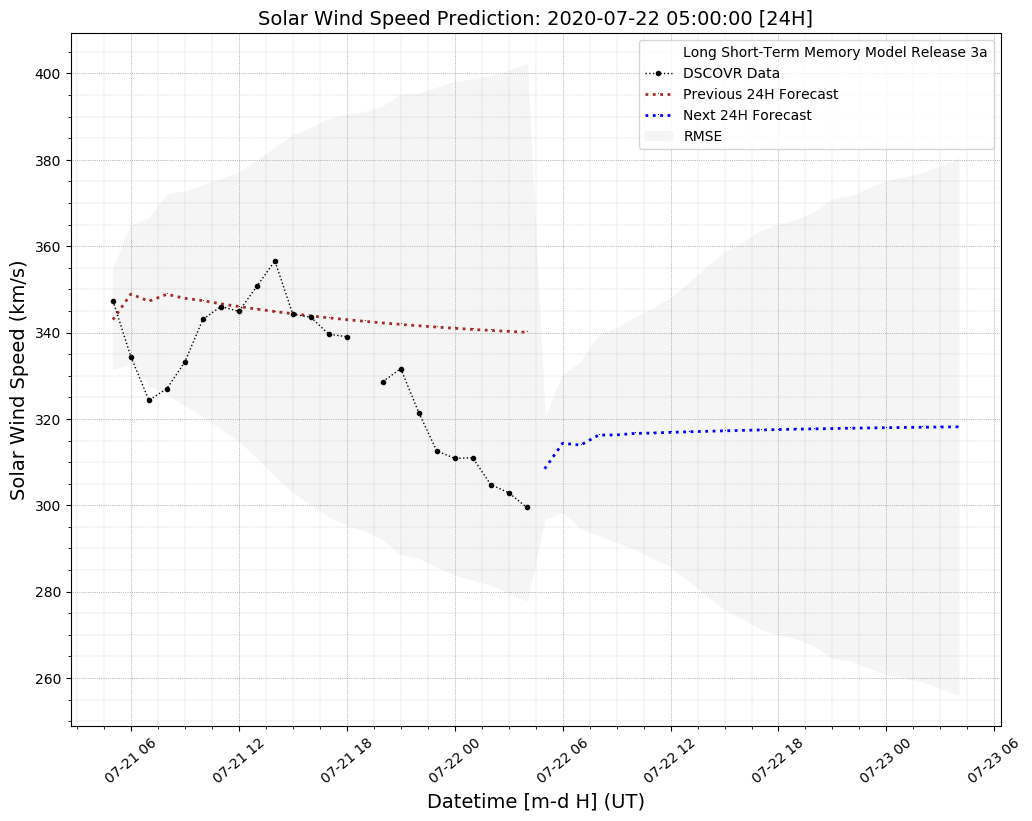 Solar Wind Speed Prediction: 2020-07-22 05:00:00 [24H]
Long Short-Term Memory Model Release 3a
DSCOVR Data
Previous 24H Forecast
Next 24H Forecast
RMSE
Solar Wind Speed (km/s)
400
380
360
340
320
300
280
260
07-21 06
07-21 12
07-21 18
07-22 00
07-22 06
07-22 12
07-22 18
07-23 00
07-23 06
Datetime [m-d H] (UT)